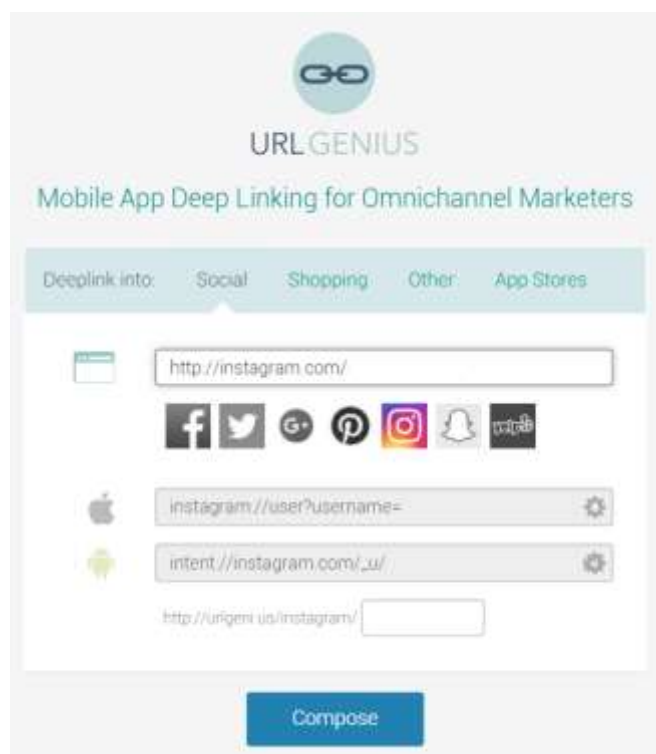 URLGENIUS
Mobile App Deep Linking for Omnichannel Marketers
Deeplink into: Social Shopping Other App Stores
http://instagram.com/
yelp
instagram://user?username=
intent://instagram.com/_u/
http://urlgeni.us/instagram/
Compose